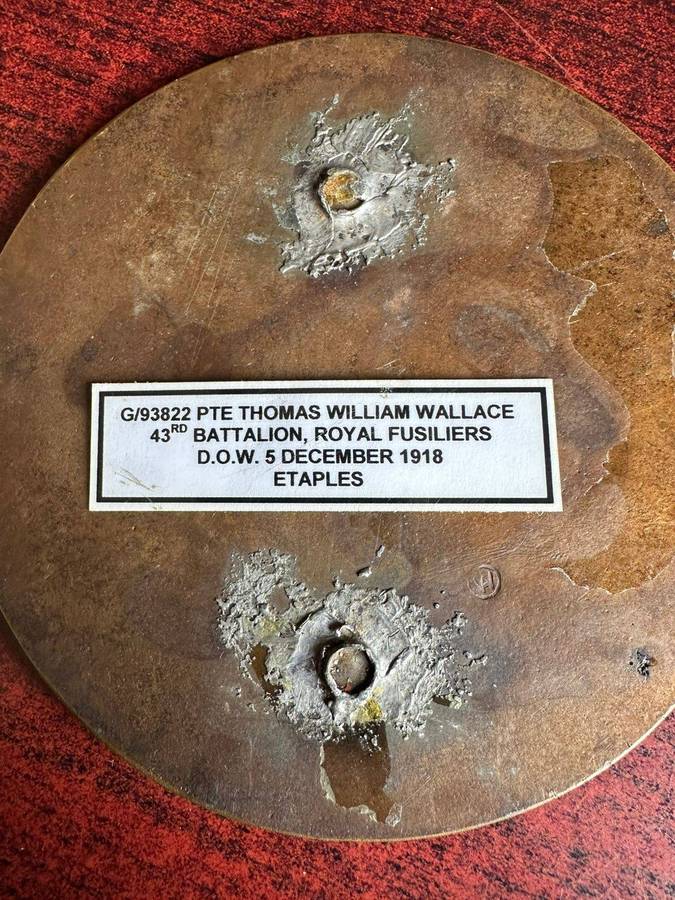 G/93822 PTE THOMAS WILLIAM WALLACE
43RD BATTALION, ROYAL FUSILIERS
D.O.W. 5 DECEMBER 1918
ETAPLES